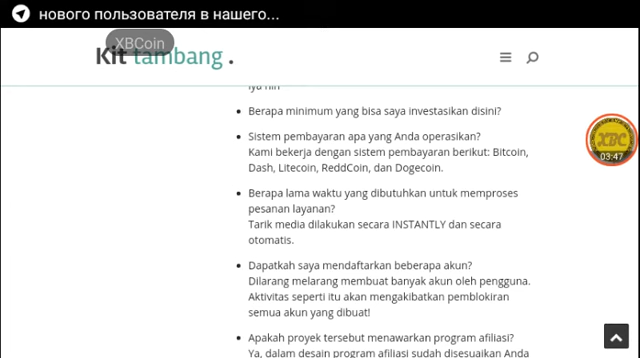 нового пользователя в нашего...
XBCoin
Kit tambang .
Berapa minimum yang bisa saya investasikan disini?
Sistem pembayaran apa yang Anda operasikan?
Kami bekerja dengan sistem pembayaran berikut: Bitcoin,
Dash, Litecoin, ReddCoin, dan Dogecoin.
Berapa lama waktu yang dibutuhkan untuk memproses
pesanan layanan?
Tarik media dilakukan secara INSTANTLY dan secara
otomatis.
Dapatkah saya mendaftarkan beberapa akun?
Dilarang melarang membuat banyak akun oleh pengguna.
Aktivitas seperti itu akan mengakibatkan pemblokiran
semua akun yang dibuat!
Apakah proyek tersebut menawarkan program afiliasi?
Ya, dalam desain program afiliasi sudah disesuaikan Anda
XBC
03:47